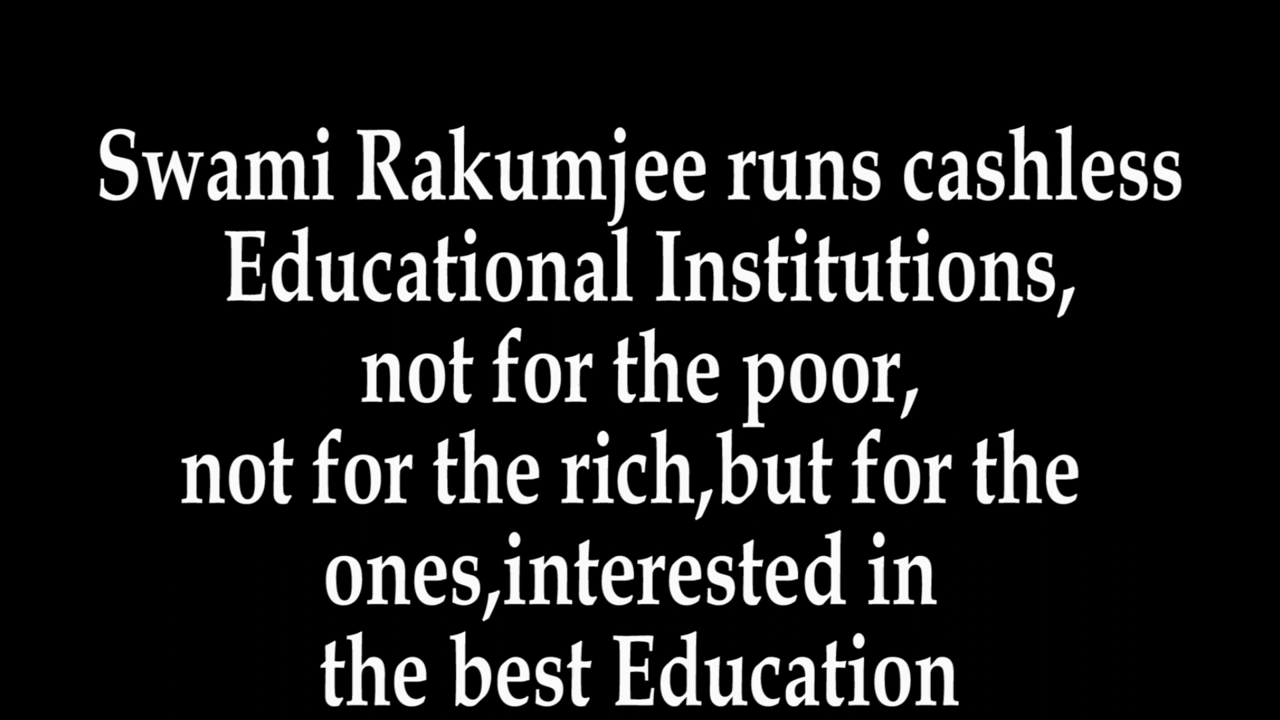 Swami Rakumjee runs cashless
Educational Institutions,
not for the poor,
not for the rich,but for the
ones,interested in
the best Education